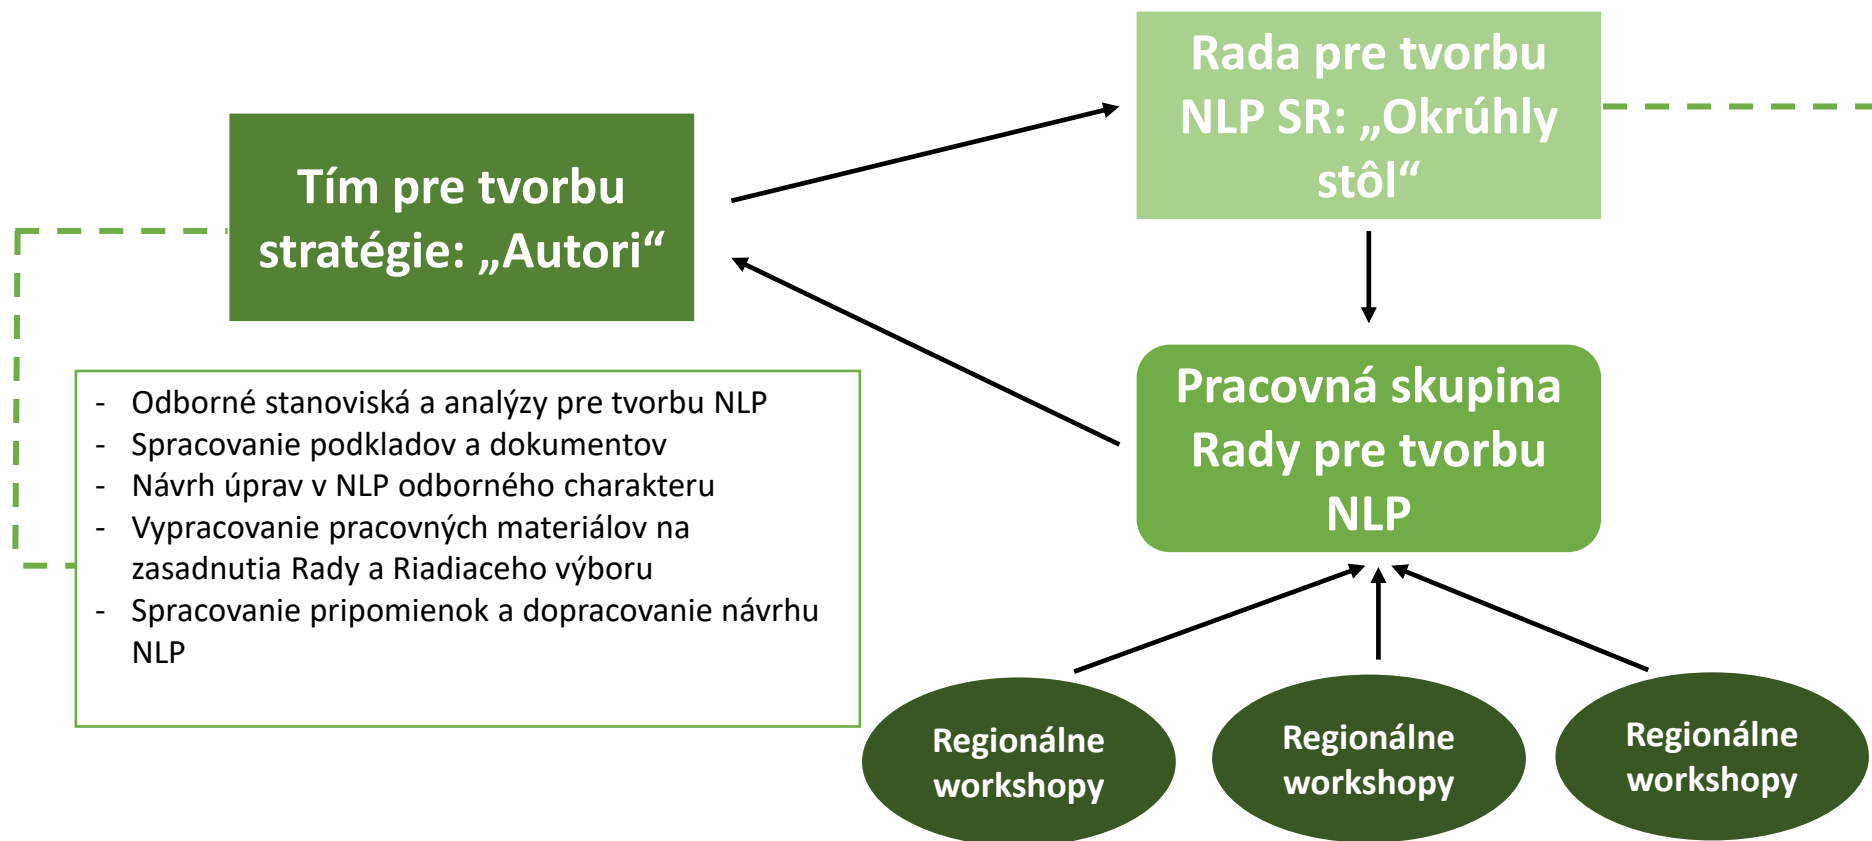 Rada pre tvorbu
NLP SR: „Okrúhly
stôl“
Tím pre tvorbu
stratégie: „Autori“
Pracovná skupina
Rady pre tvorbu
NLP
- Odborné stanoviská a analýzy pre tvorbu NLP
- Spracovanie podkladov a dokumentov
- Návrh úprav v NLP odborného charakteru
- Vypracovanie pracovných materiálov na
zasadnutia Rady a Riadiaceho výboru
- Spracovanie pripomienok a dopracovanie návrhu
NLP
Regionálne
workshopy
Regionálne
workshopy
Regionálne
workshopy